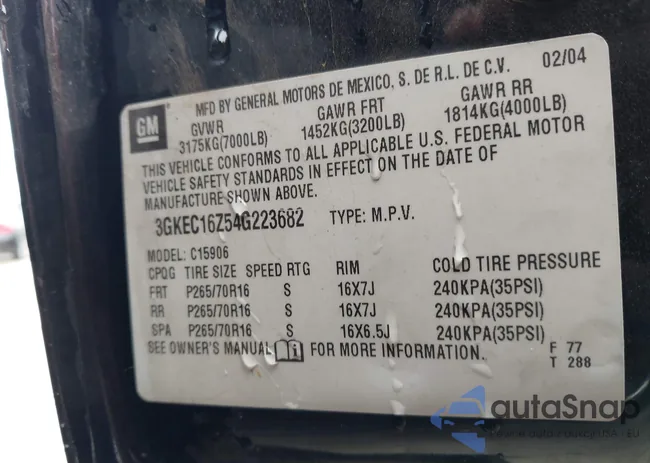 GM
MFD BY GENERAL MOTORS DE MEXICO, S. DE R.L. DE C.V. 02/04
GVWR GAWR FRT GAWR RR
3175KG(7000LB) 1452KG(3200LB) 1814KG(4000LB)
THIS VEHICLE CONFORMS TO ALL APPLICABLE U.S. FEDERAL MOTOR
VEHICLE SAFETY STANDARDS IN EFFECT ON THE DATE OF
MANUFACTURE SHOWN ABOVE.
3GKEC16Z54G223682 TYPE: M.P.V.
MODEL: C15906
CPQG TIRE SIZE SPEED RTG RIM COLD TIRE PRESSURE
FRT P265/70R16 S 16X7J 240KPA(35PSI)
RR P265/70R16 S 16X7J 240KPA(35PSI)
SPA P265/70R16 S 16X6.5J 240KPA(35PSI)
SEE OWNER'S MANUAL i FOR MORE INFORMATION.
F 77
T 288
autaSnap